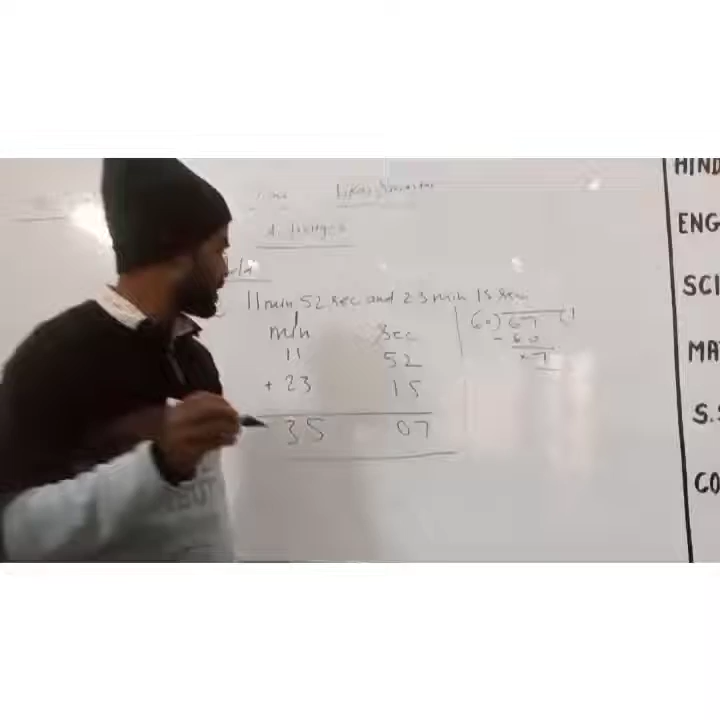 11 min 52 sec and 23 min 15 sec
min sec
11 52
+ 23 15
35 07
60) 67 (1
- 60
x7
HIND
ENG
SCI
MA
S.S
CO